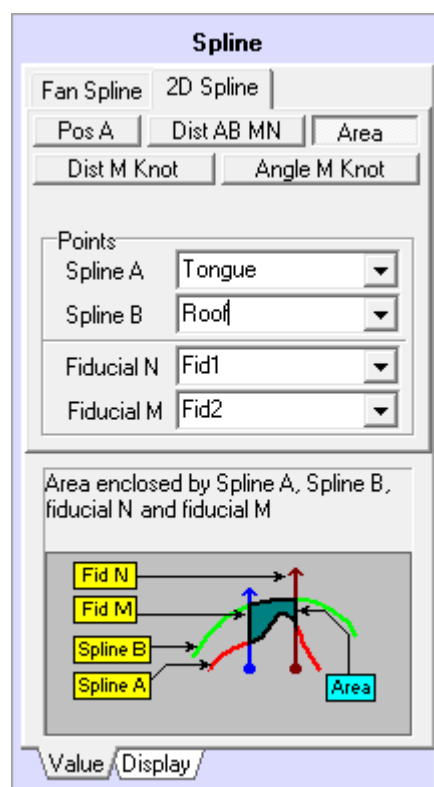 Spline
Fan Spline 2D Spline
Pos A Dist AB MN Area
Dist M Knot Angle M Knot
Points
Spline A Tongue
Spline B Roof
Fiducial N Fid1
Fiducial M Fid2
Area enclosed by Spline A, Spline B,
fiducial N and fiducial M
Fid N
Fid M
Spline B
Spline A Area
Value Display